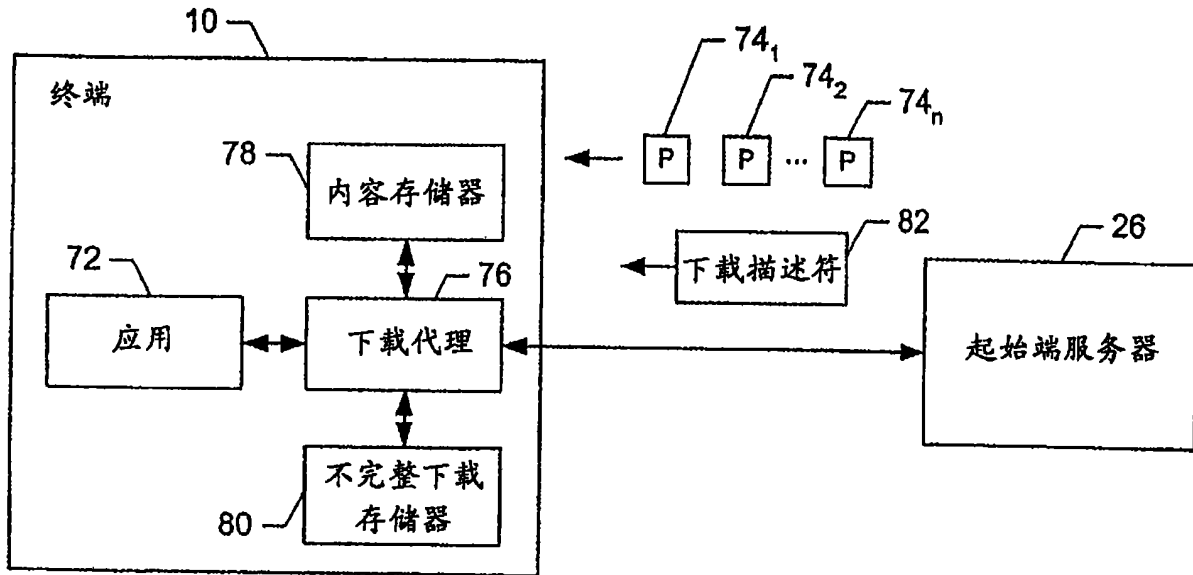 10
终端
74₁
74₂
74ₙ
P
P
...
P
78
内容存储器
82
下载描述符
26
72
76
应用
下载代理
起始端服务器
不完整下载
存储器
80